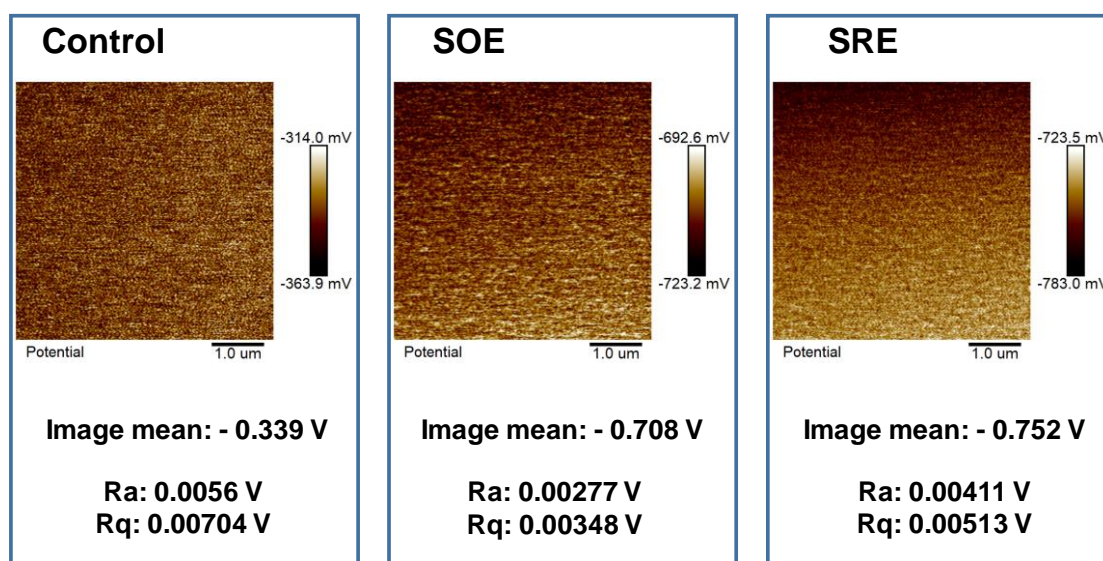 Control
-314.0 mV
-363.9 mV
Potential
1.0 um
Image mean: - 0.339 V
Ra: 0.0056 V
Rq: 0.00704 V
SOE
-692.6 mV
-723.2 mV
Potential
1.0 um
Image mean: - 0.708 V
Ra: 0.00277 V
Rq: 0.00348 V
SRE
-723.5 mV
-783.0 mV
Potential
1.0 um
Image mean: - 0.752 V
Ra: 0.00411 V
Rq: 0.00513 V